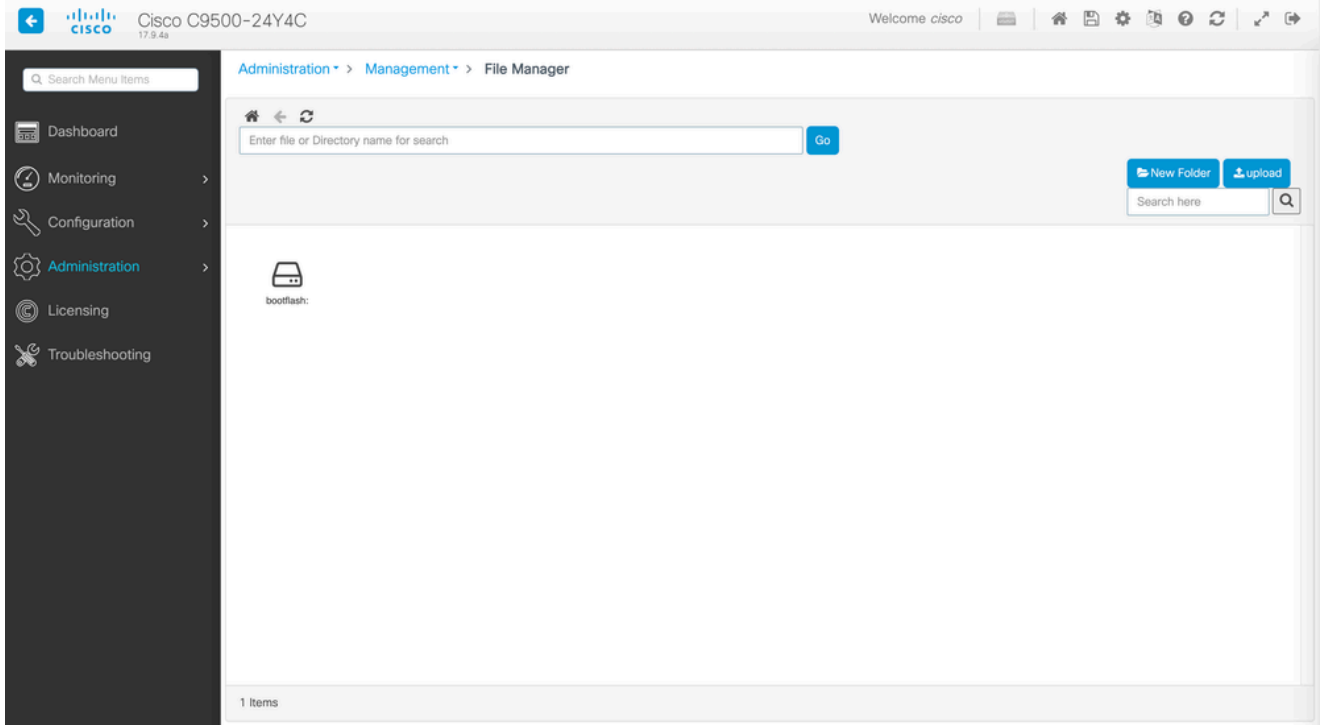 CISCO
Cisco C9500-24Y4C
17.9.4a
Welcome cisco
Search Menu Items
Dashboard
Monitoring
Configuration
Administration
Licensing
Troubleshooting
Administration > Management > File Manager
Enter file or Directory name for search
Go
New Folder
upload
Search here
bootflash:
1 Items